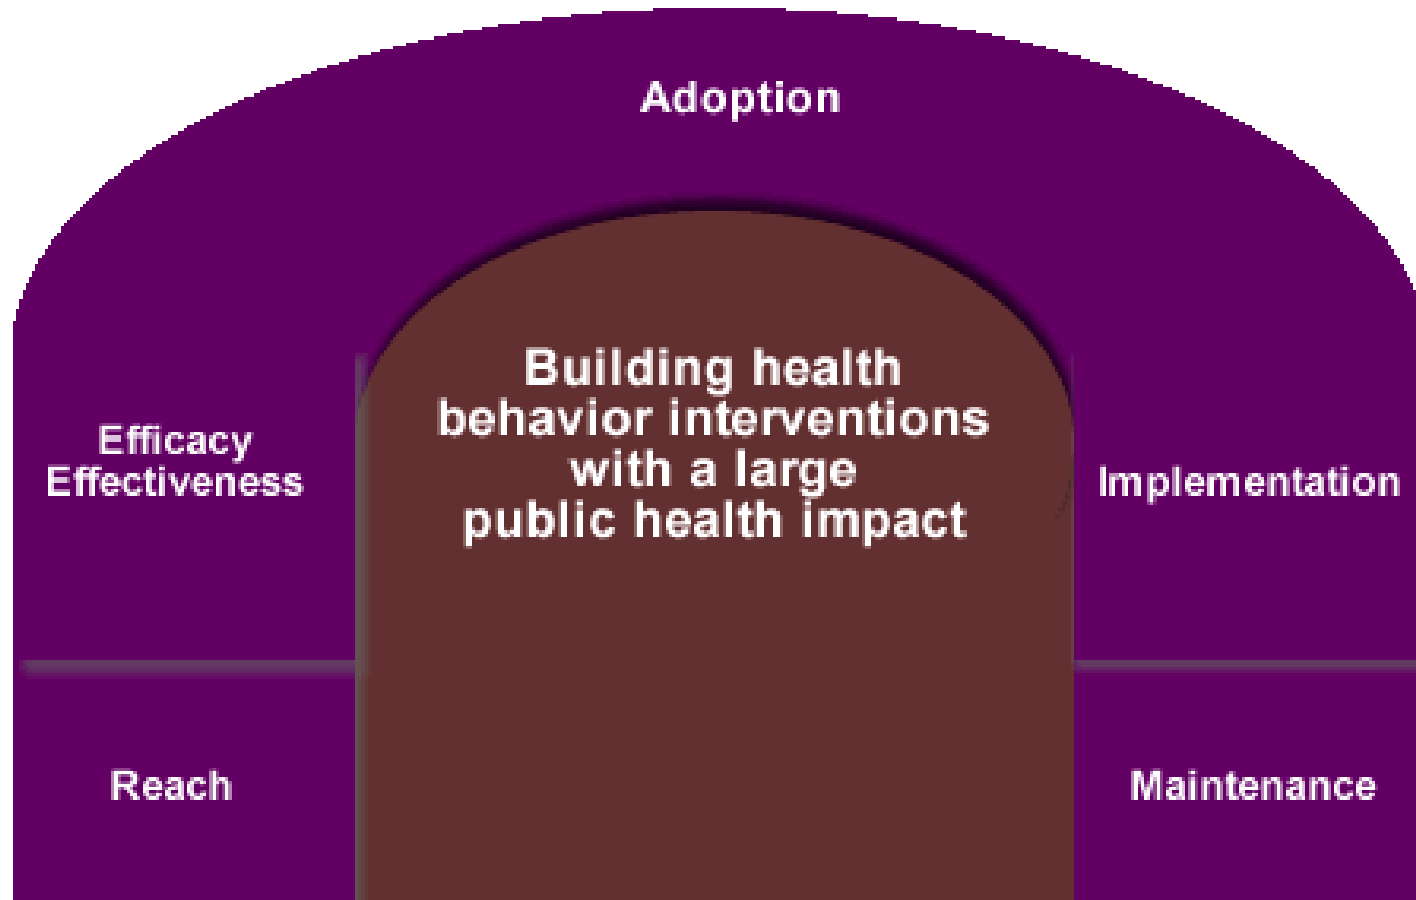 Adoption
Building health
behavior interventions
with a large
public health impact
Efficacy
Effectiveness
Implementation
Reach
Maintenance